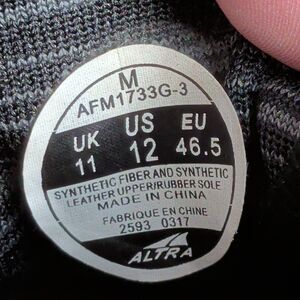 M
AFM1733G-3
UK US EU
11 12 46.5
SYNTHETIC FIBER AND SYNTHETIC
LEATHER UPPER/RUBBER SOLE
MADE IN CHINA
FABRIQUE EN CHINE
2593 0317
ALTRA